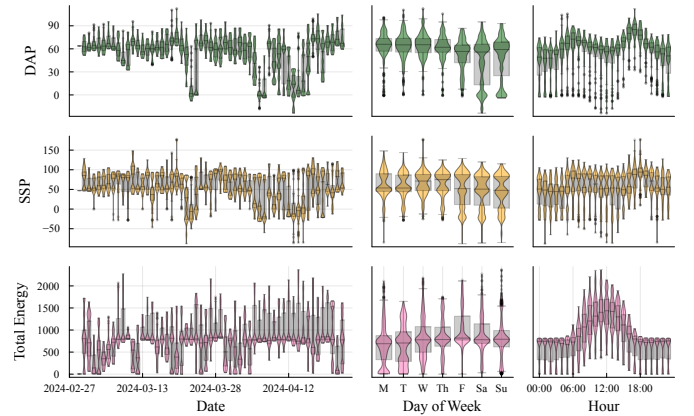 DAP
90
60
30
0
SSP
150
100
50
0
−50
Total Energy
2000
1500
1000
500
0
2024-02-27 2024-03-13 2024-03-28 2024-04-12
M T W Th F Sa Su
00:00 06:00 12:00 18:00
Date Day of Week Hour